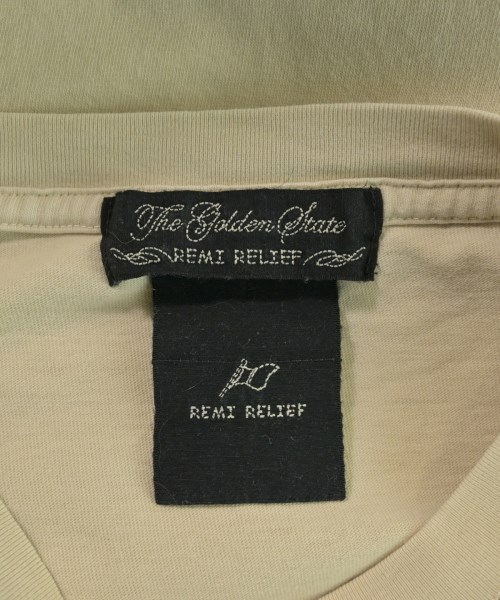 The Golden State
REMI RELIEF
REMI RELIEF